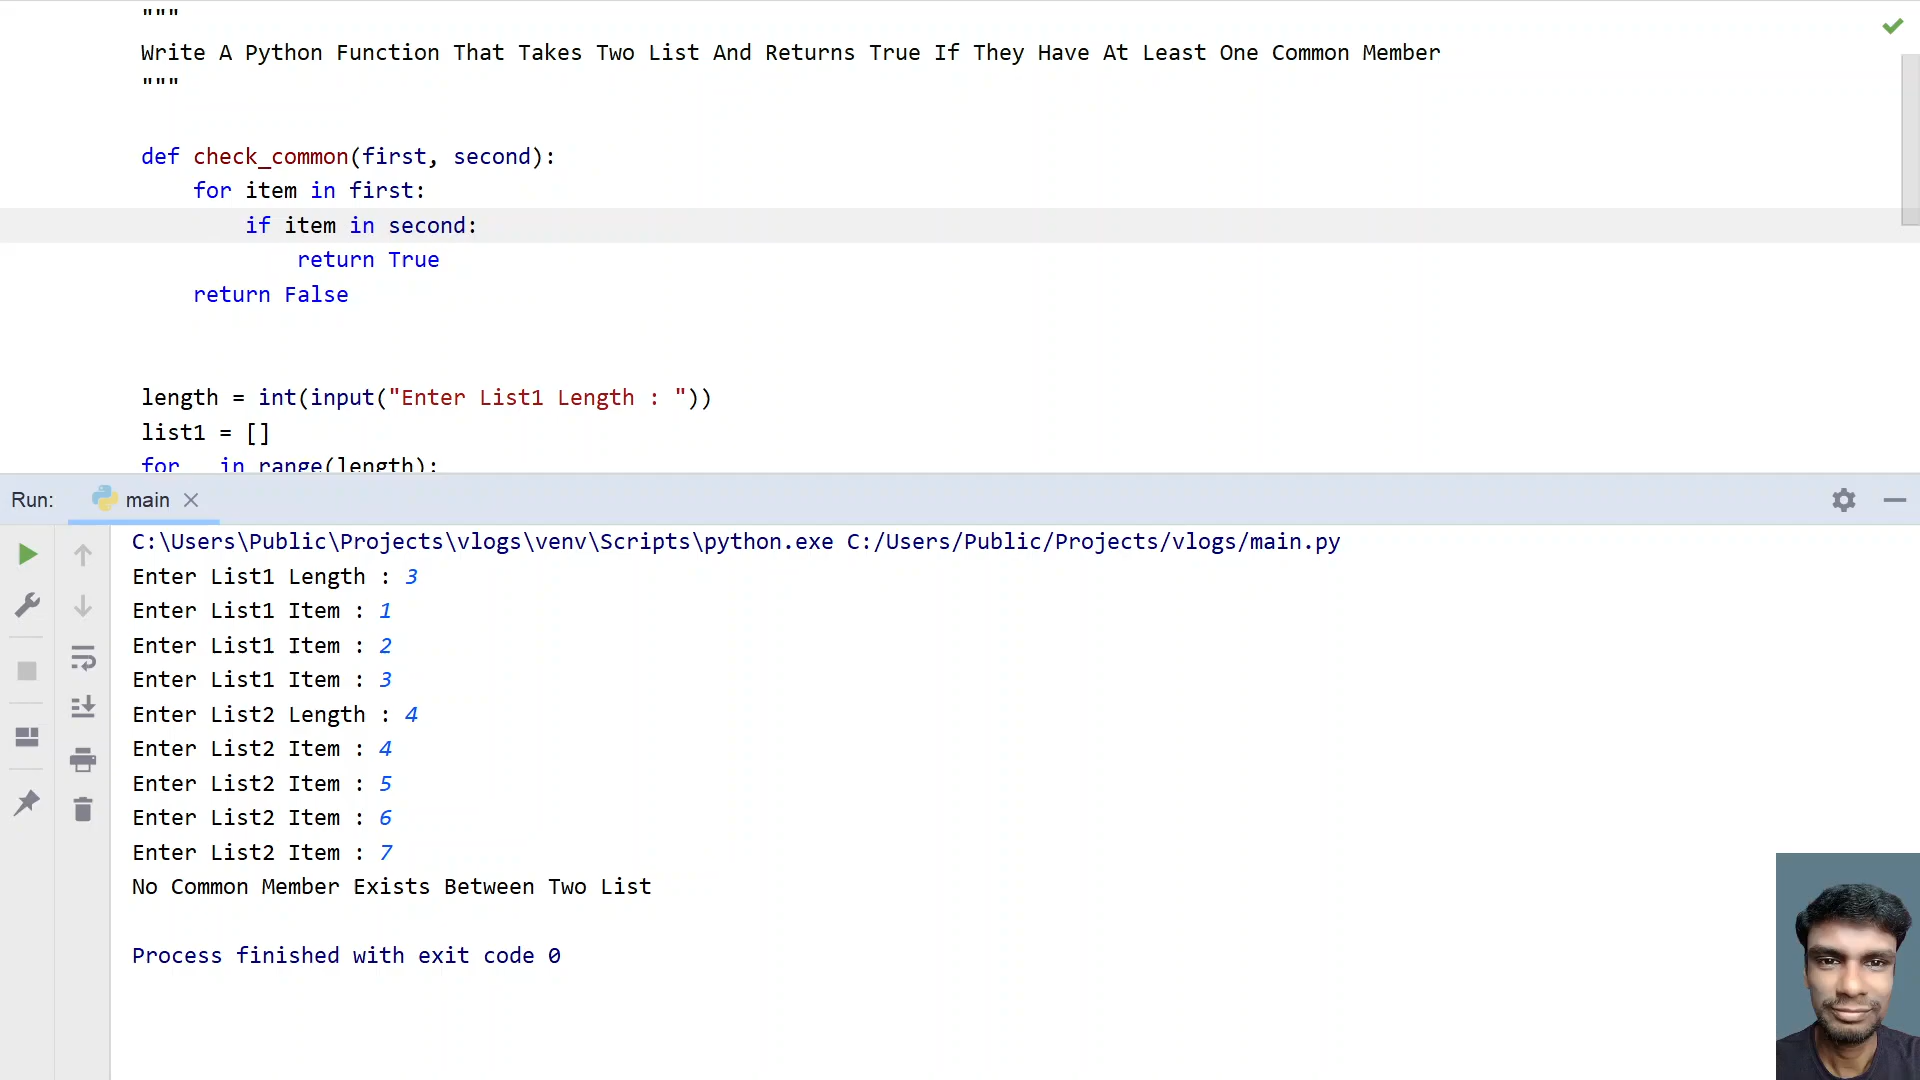 """
Write A Python Function That Takes Two List And Returns True If They Have At Least One Common Member
"""
def check_common(first, second):
for item in first:
if item in second:
return True
return False
length = int(input("Enter List1 Length : "))
list1 = []
for _ in range(length):
Run: main
C:\Users\Public\Projects\vlogs\venv\Scripts\python.exe C:/Users/Public/Projects/vlogs/main.py
Enter List1 Length : 3
Enter List1 Item : 1
Enter List1 Item : 2
Enter List1 Item : 3
Enter List2 Length : 4
Enter List2 Item : 4
Enter List2 Item : 5
Enter List2 Item : 6
Enter List2 Item : 7
No Common Member Exists Between Two List
Process finished with exit code 0